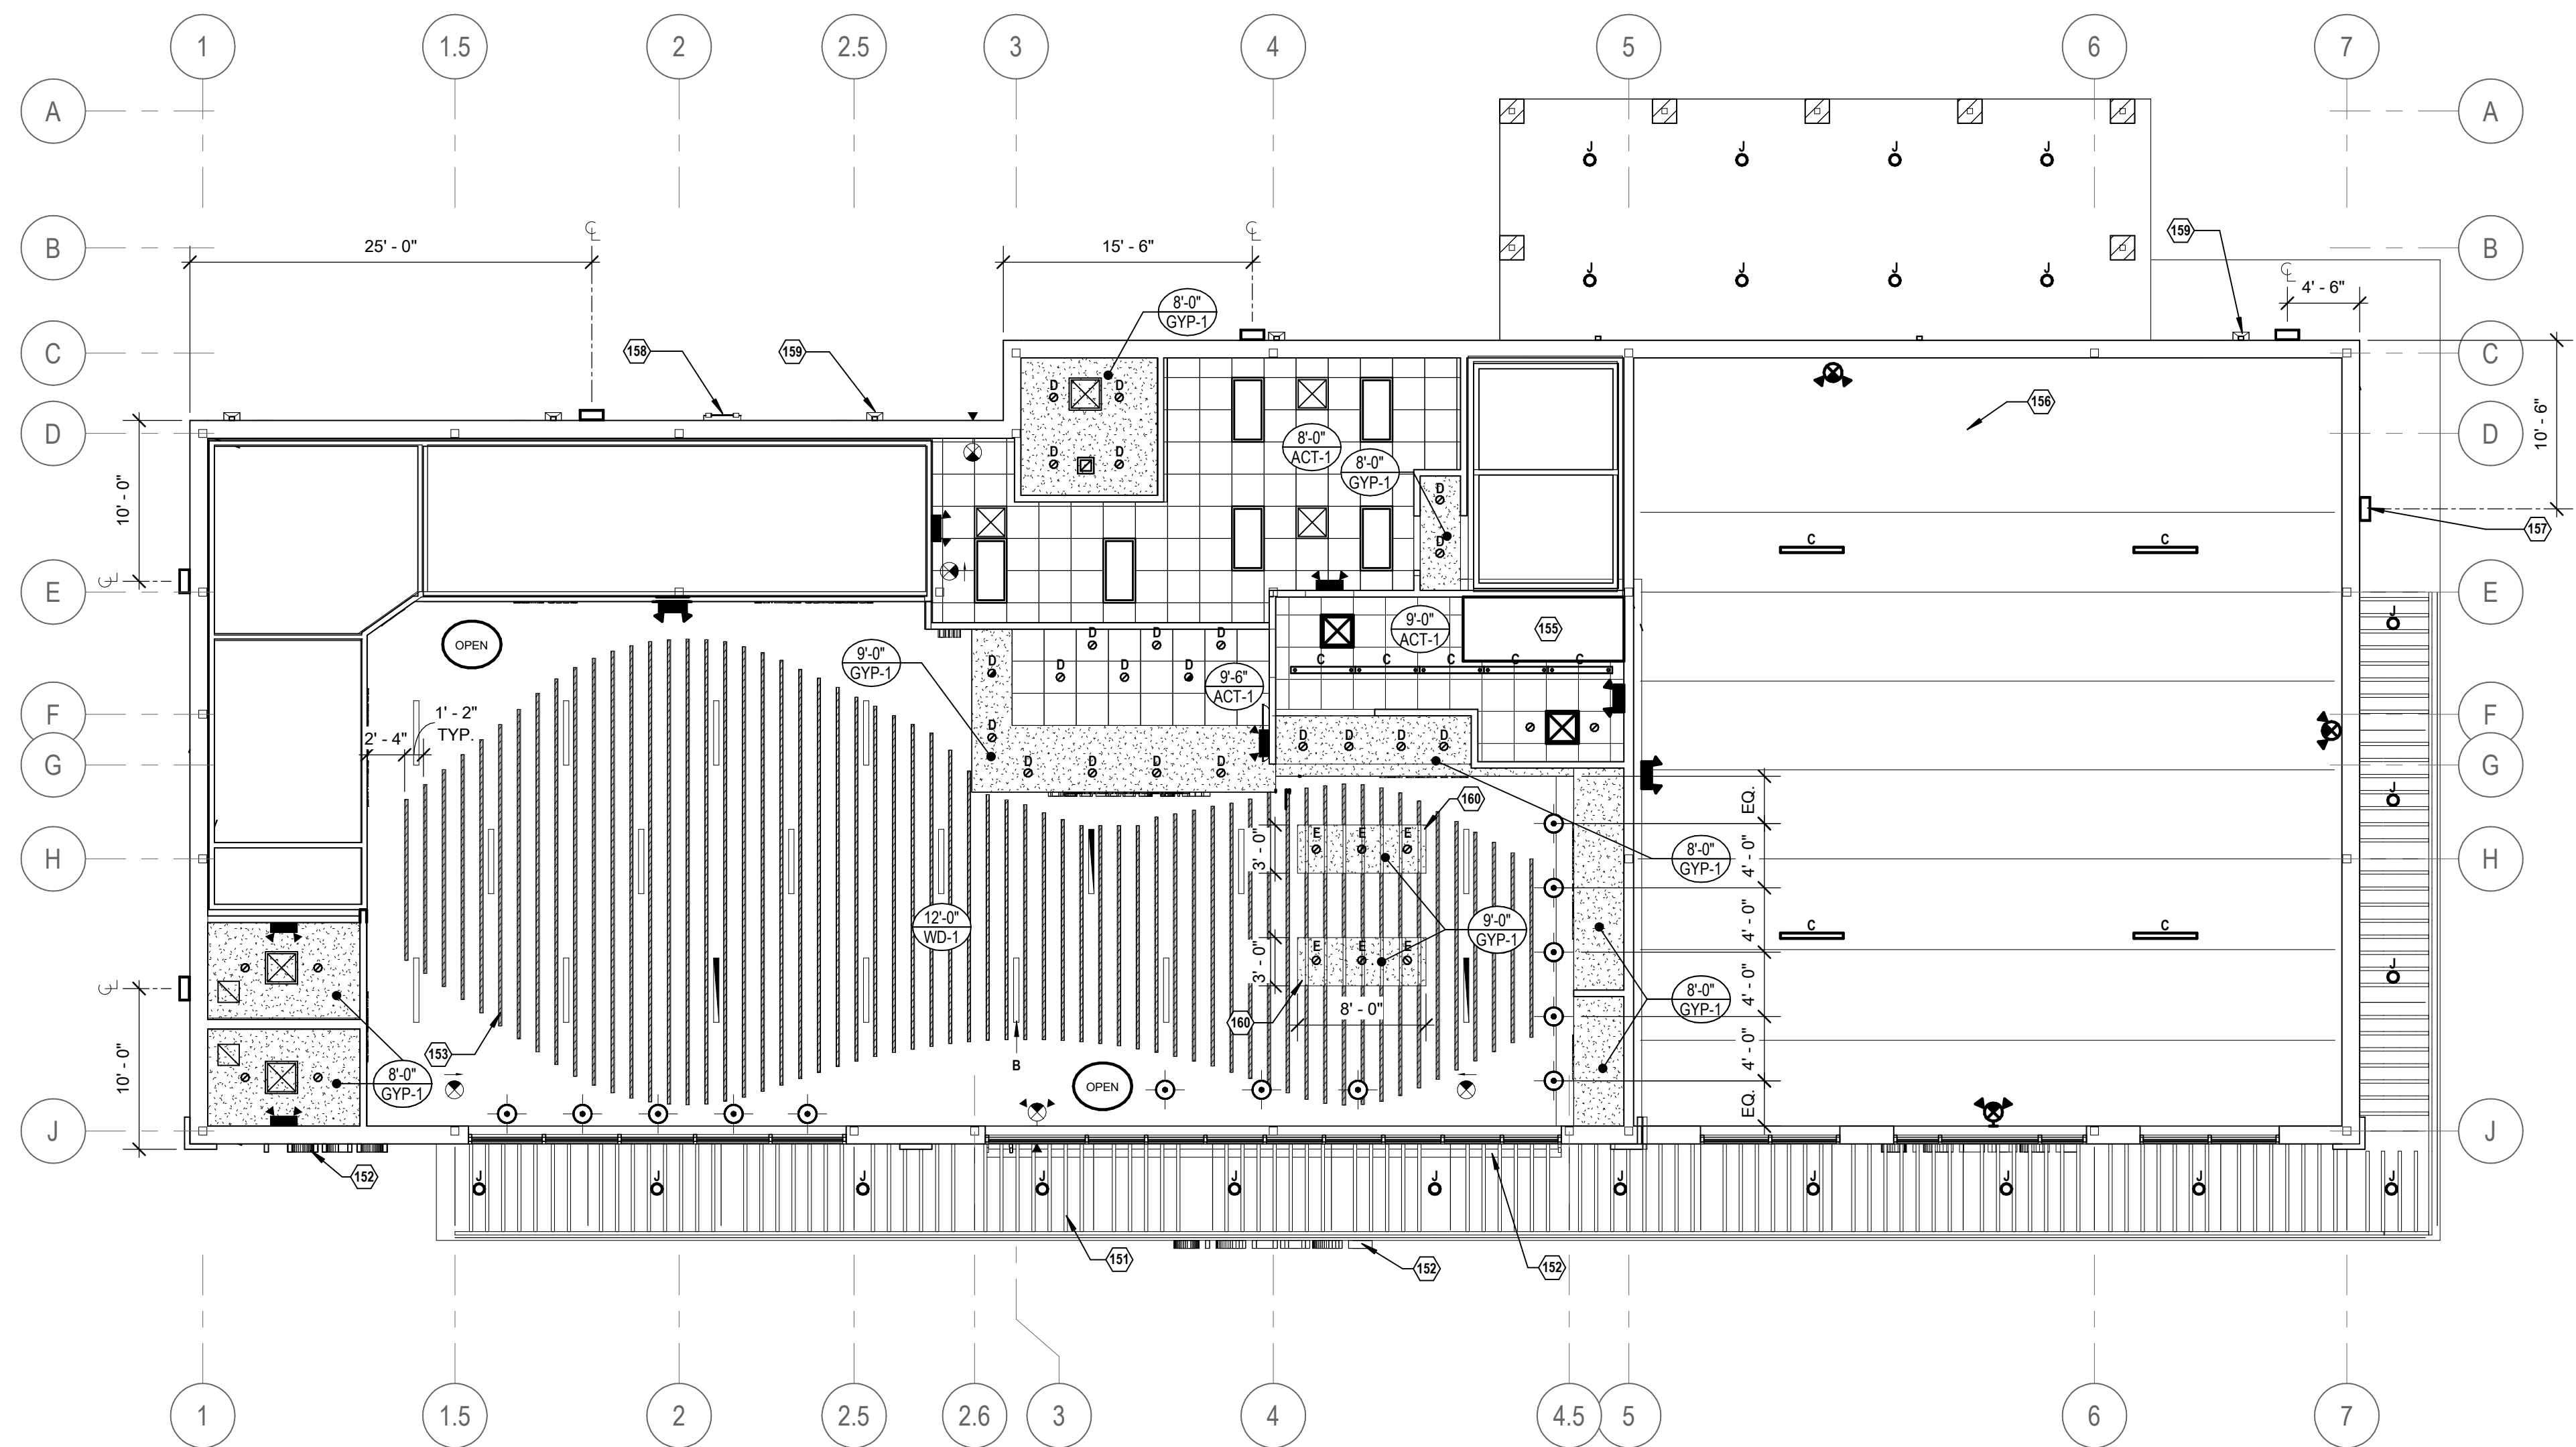 1 1.5 2 2.5 3 4 5 6 7
A A
J J J J
B 25' - 0" 15' - 6" 159 B
J J J J
4' - 6"
8'-0"
GYP-1
C 158 159 C
D D
156
8'-0"
ACT-1
10' - 6"
D D
8'-0"
GYP-1
D D
10' - 0"
D
157
C C
D
E E
J
OPEN
D D D
9'-0"
ACT-1
155
9'-0"
GYP-1
D D D D
C C C C C
9'-6"
ACT-1
F F
1' - 2"
TYP.
2' - 4"
D
D D D D
G G
D D D D
J
160
EQ.
E E E
3' - 0"
4' - 0"
H H
8'-0"
GYP-1
12'-0"
WD-1
9'-0"
GYP-1
4' - 0"
C C
E E E
3' - 0"
J
4' - 0"
8'-0"
GYP-1
8' - 0"
160
153
B
4' - 0"
10' - 0"
8'-0"
GYP-1
OPEN
EQ.
J J
152
J J J J J J J J J J J
151 152 152
1 1.5 2 2.5 2.6 3 4 4.5 5 6 7